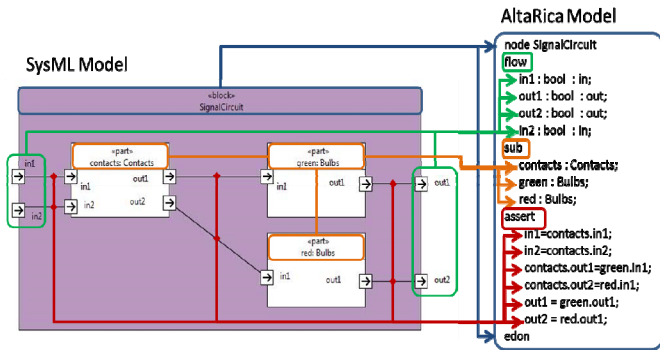 SysML Model
«block»
SignalCircuit
in1
in2
«part»
contacts: Contacts
in1
in2
out1
out2
«part»
green: Bulbs
in1
out1
«part»
red: Bulbs
in1
out1
out1
out2
AltaRica Model
node SignalCircuit
flow
in1 : bool : in;
out1 : bool : out;
out2 : bool : out;
in2 : bool : in;
sub
contacts : Contacts;
green : Bulbs;
red : Bulbs;
assert
in1=contacts.in1;
in2=contacts.in2;
contacts.out1=green.in1;
contacts.out2=red.in1;
out1 = green.out1;
out2 = red.out1;
edon